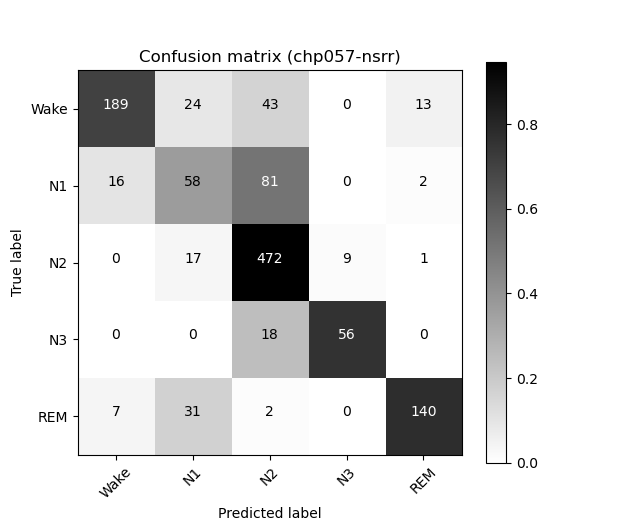 Confusion matrix (chp057-nsrr)
True label
Wake 189 24 43 0 13
N1 16 58 81 0 2
N2 0 17 472 9 1
N3 0 0 18 56 0
REM 7 31 2 0 140
Wake N1 N2 N3 REM
Predicted label
0.8
0.6
0.4
0.2
0.0